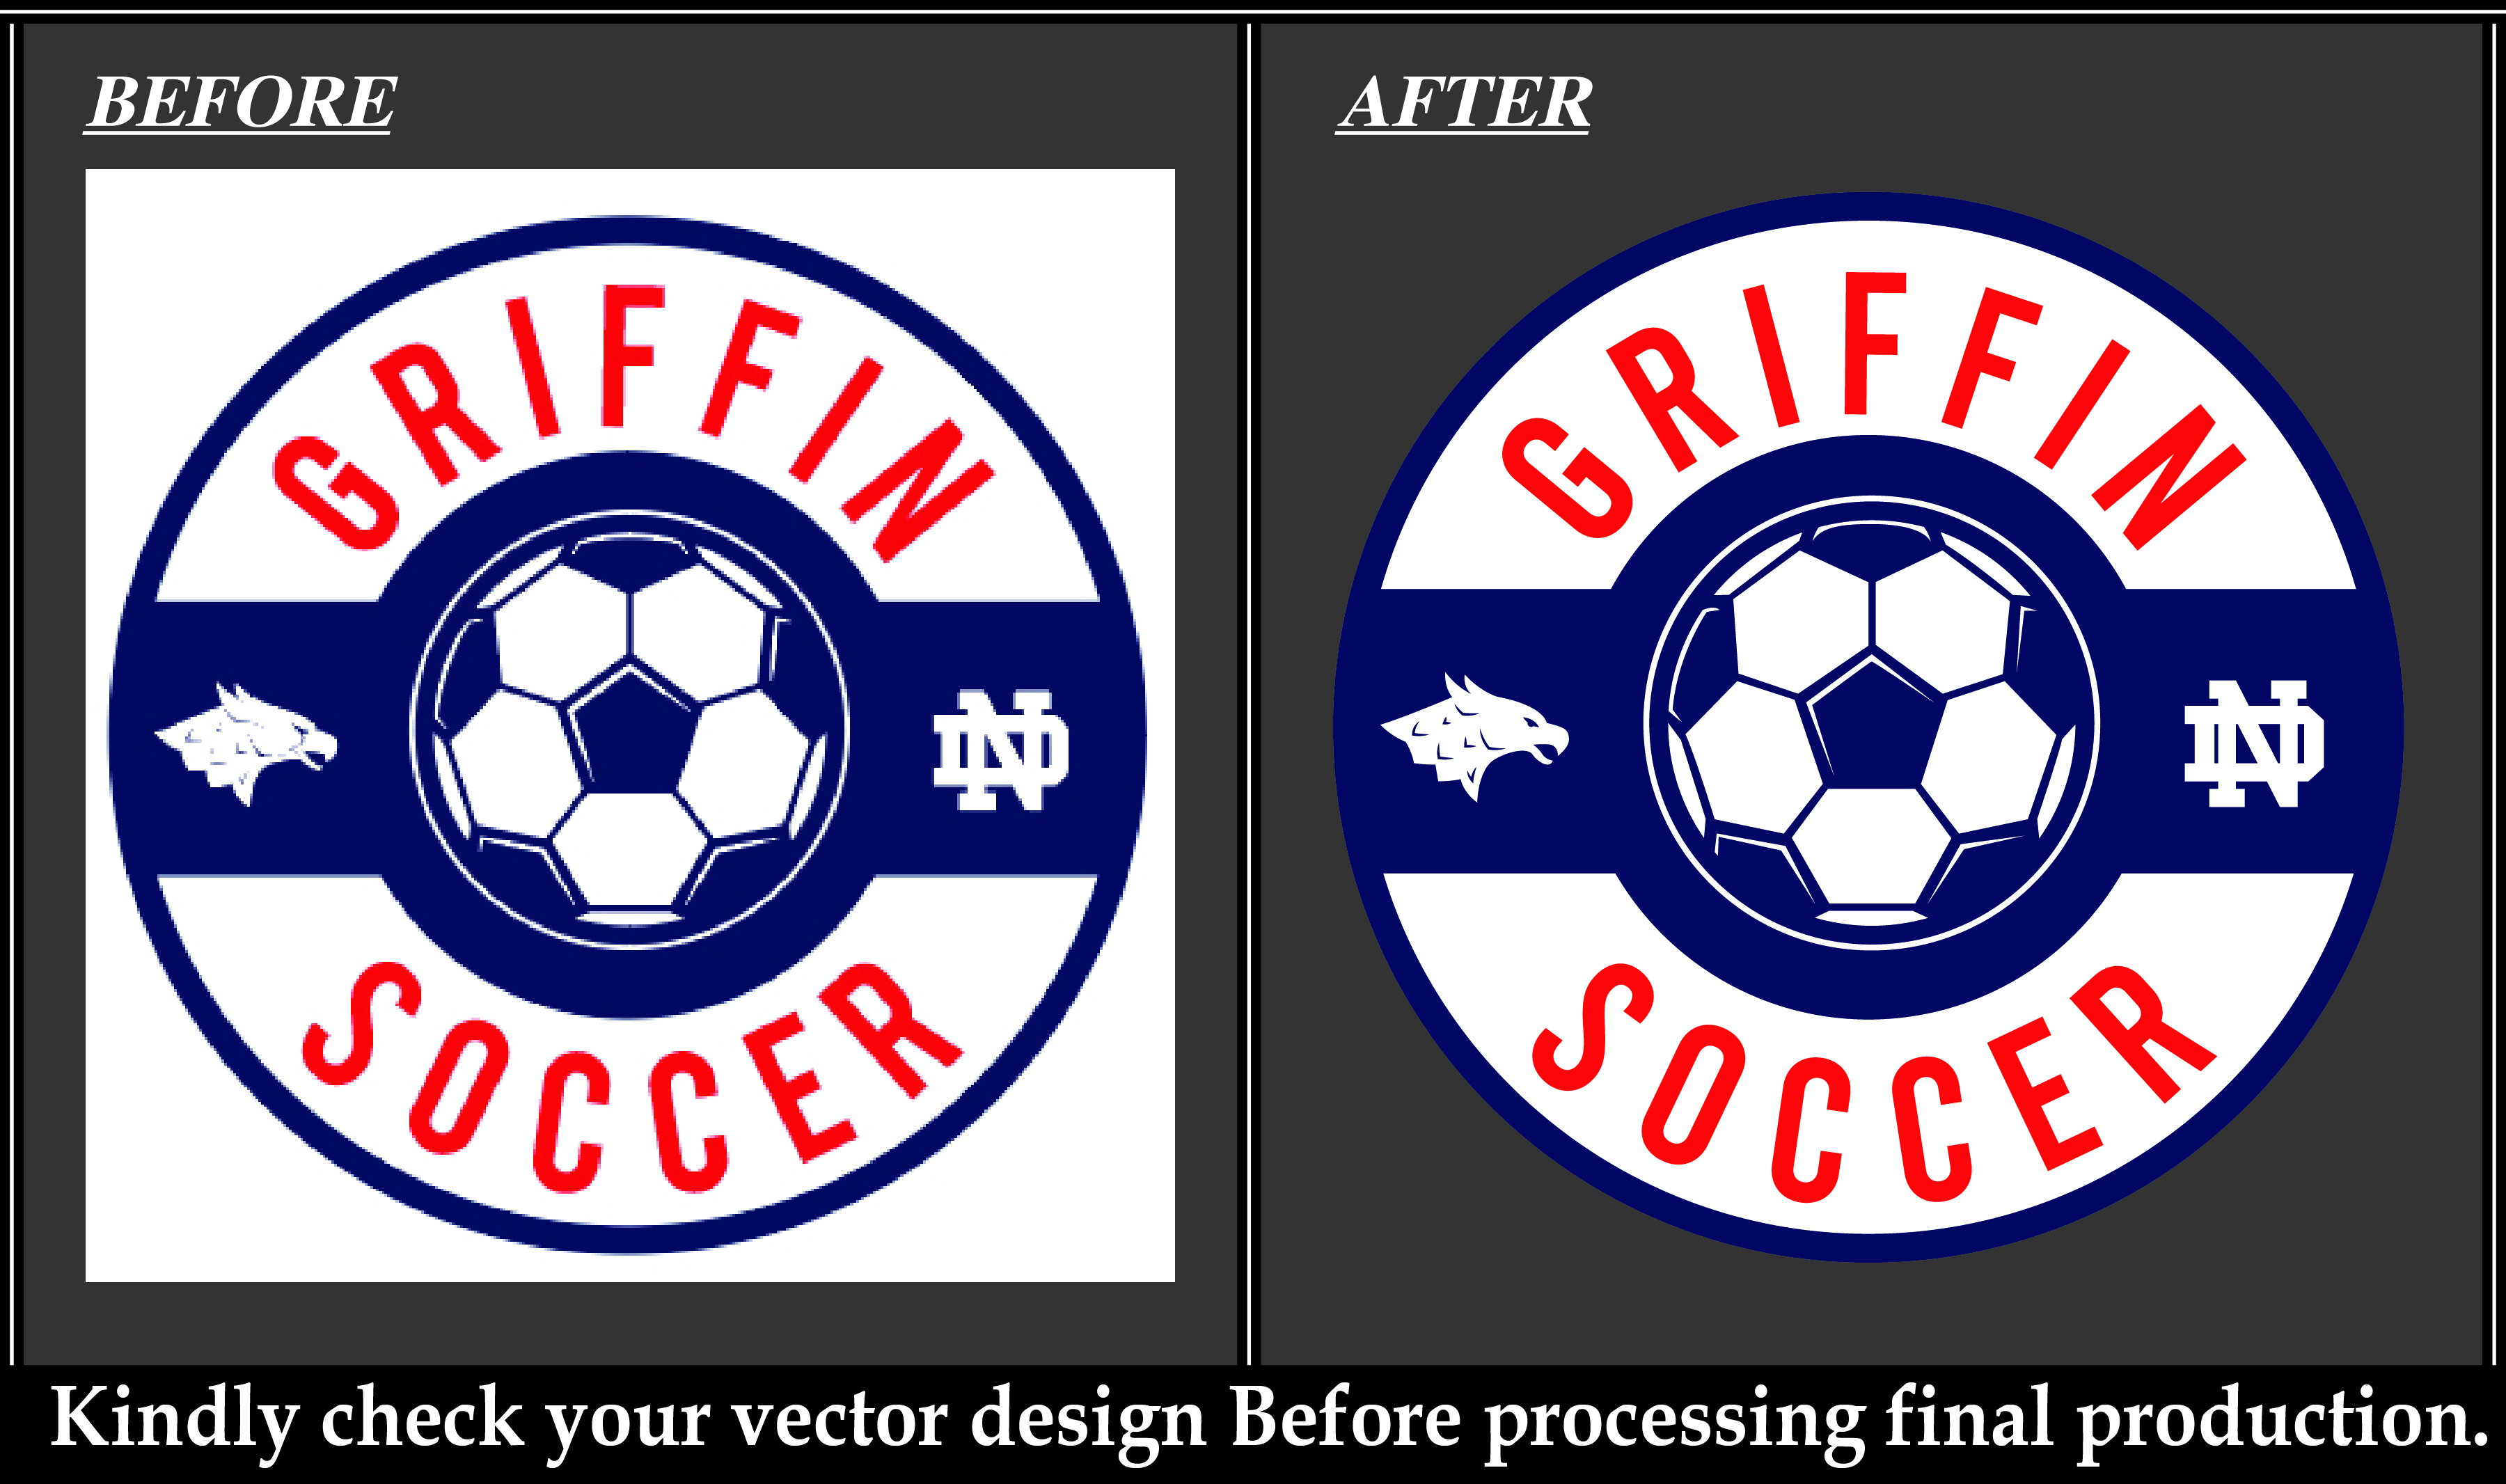 BEFORE
GRIFFIN
ND
SOCCER
AFTER
GRIFFIN
ND
SOCCER
Kindly check your vector design Before processing final production.